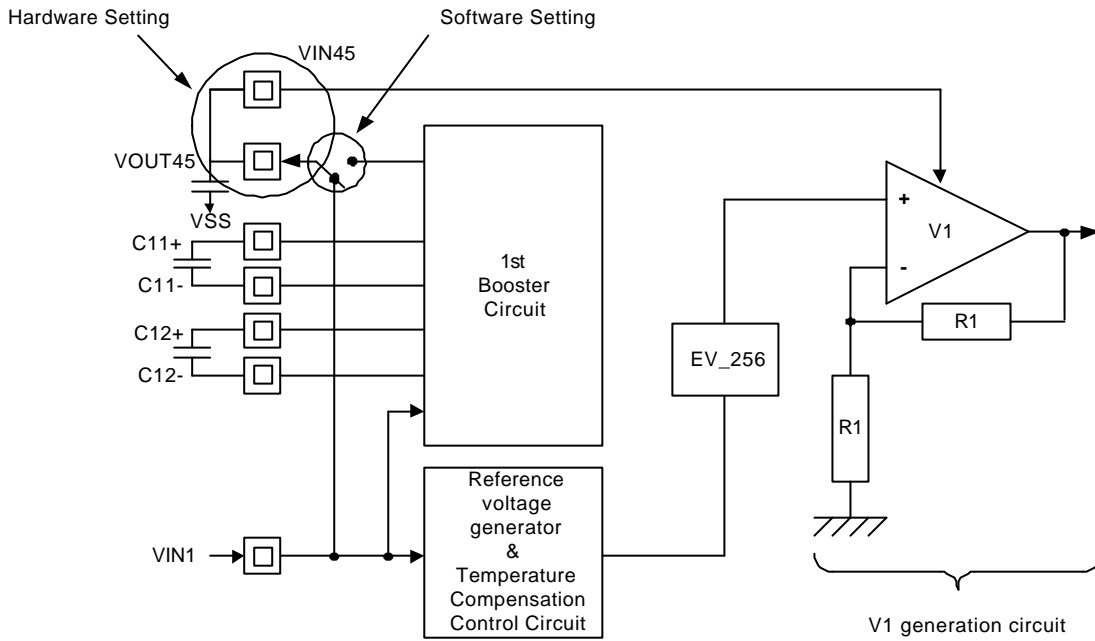 Hardware Setting
Software Setting
VIN45
VOUT45
VSS
C11+
C11-
C12+
C12-
1st
Booster
Circuit
+
V1
-
R1
EV_256
R1
Reference
voltage
generator
&
Temperature
Compensation
Control Circuit
VIN1
V1 generation circuit